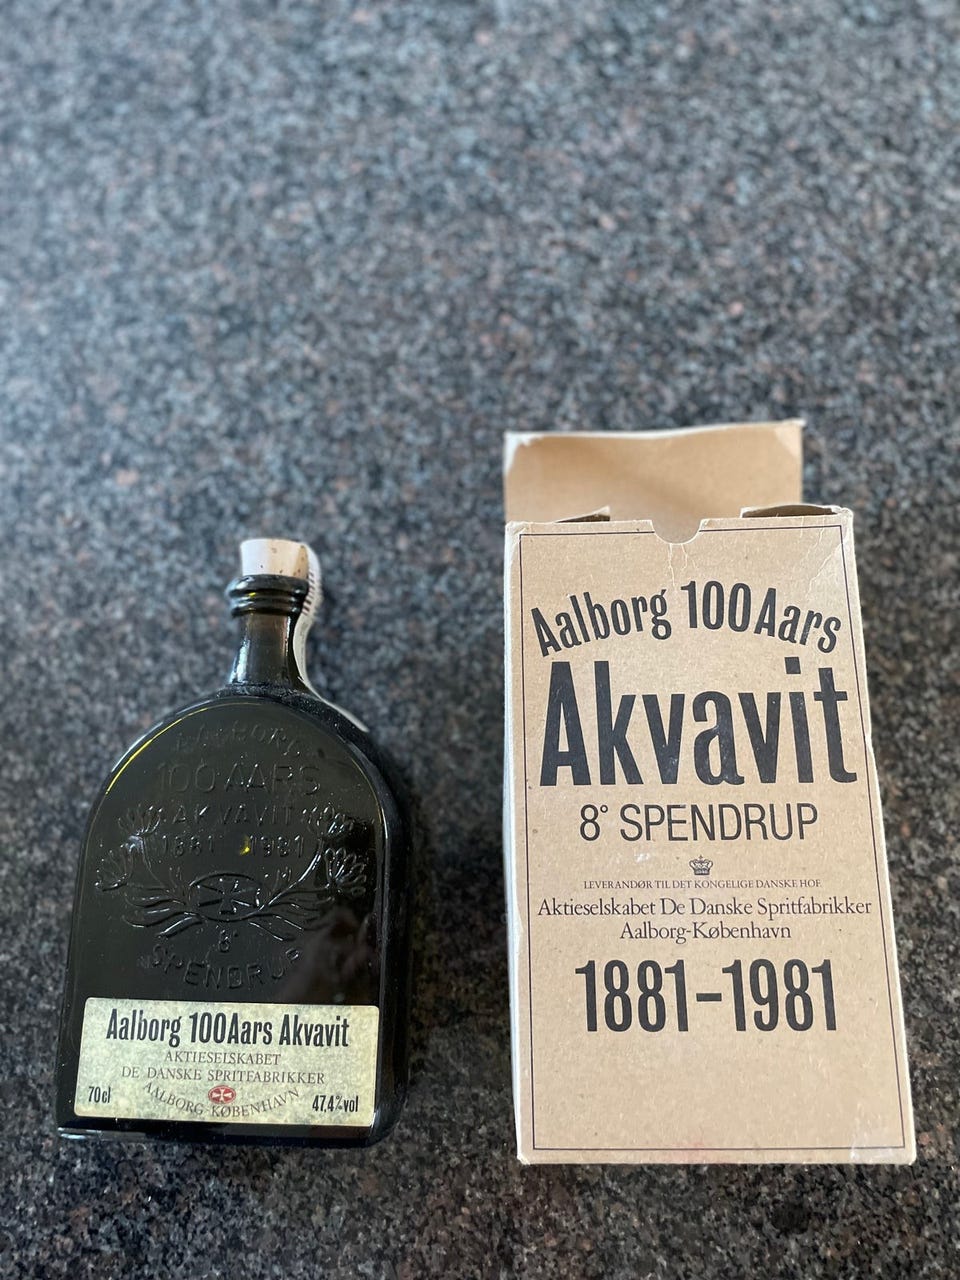 AALBORG
100 AARS
AKVAVIT
1881 1981
8°
SPENDRUP
Aalborg 100Aars Akvavit
AKTIESELSKABET
DE DANSKE SPRITFABRIKKER
AALBORG-KØBENHAVN
70cl
47,4%vol
Aalborg 100Aars
Akvavit
8° SPENDRUP
LEVERANDØR TIL DET KONGELIGE DANSKE HOF
Aktieselskabet De Danske Spritfabrikker
Aalborg-København
1881-1981